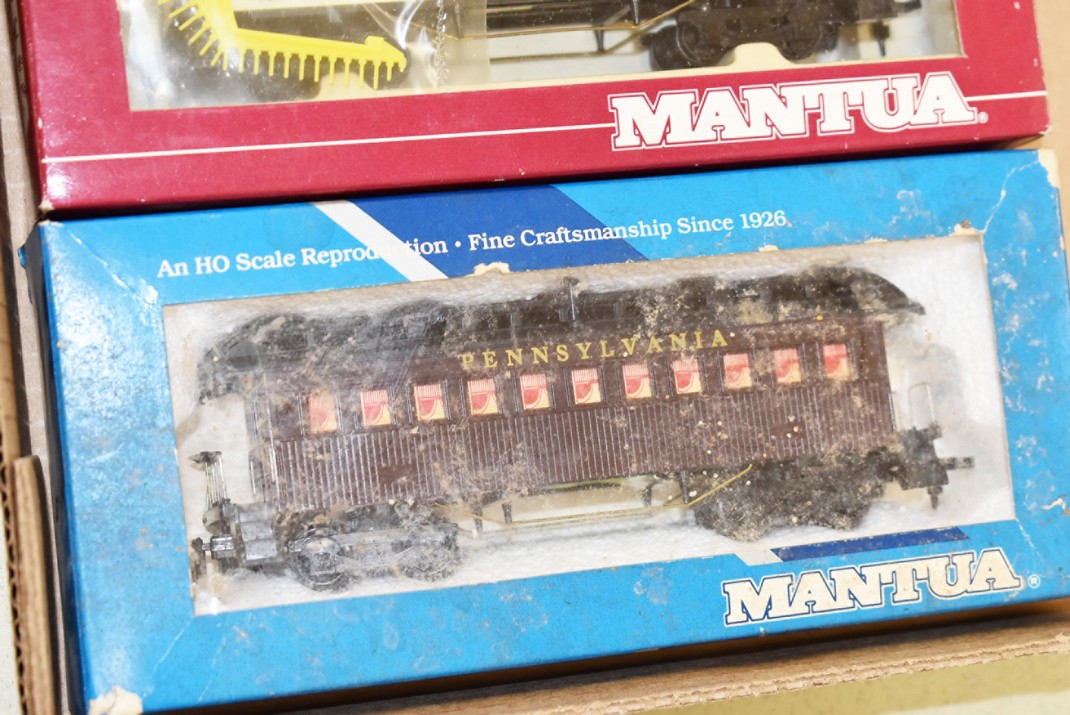 MANTUA®
An HO Scale Reproduction • Fine Craftsmanship Since 1926
PENNSYLVANIA
MANTUA®